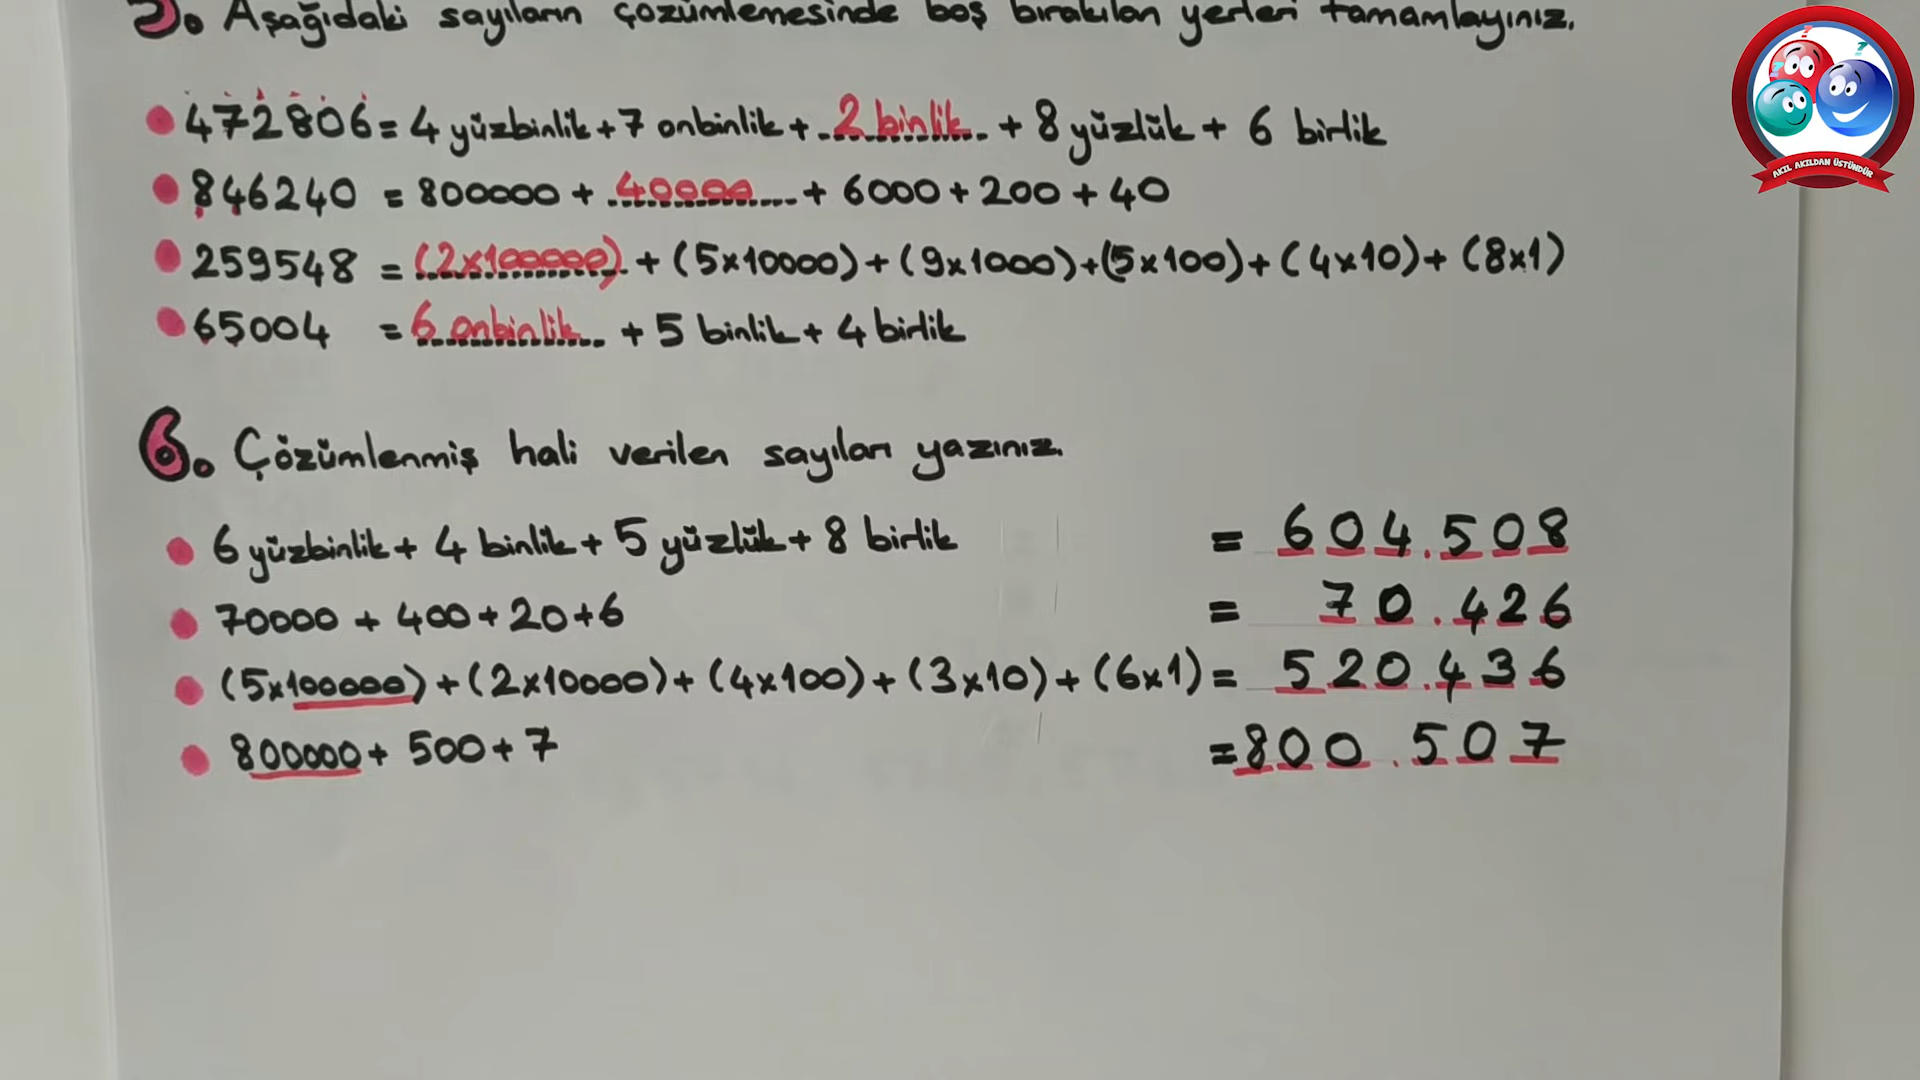 5. Aşağıdaki sayıların çözümlemesinde boş bırakılan yerleri tamamlayınız.
472806 = 4 yüzbinlik + 7 onbinlik + 2 binlik + 8 yüzlük + 6 birlik
846240 = 800000 + 40000 + 6000 + 200 + 40
259548 = (2x100000) + (5x10000) + (9x1000) + (5x100) + (4x10) + (8x1)
65004 = 6 onbinlik + 5 binlik + 4 birlik
6. Çözümlenmiş hali verilen sayıları yazınız.
6 yüzbinlik + 4 binlik + 5 yüzlük + 8 birlik = 604.508
70000 + 400 + 20 + 6 = 70.426
(5x100000) + (2x10000) + (4x100) + (3x10) + (6x1) = 520.436
800000 + 500 + 7 = 800.507
AKIL AKILDAN ÜSTÜNDÜR